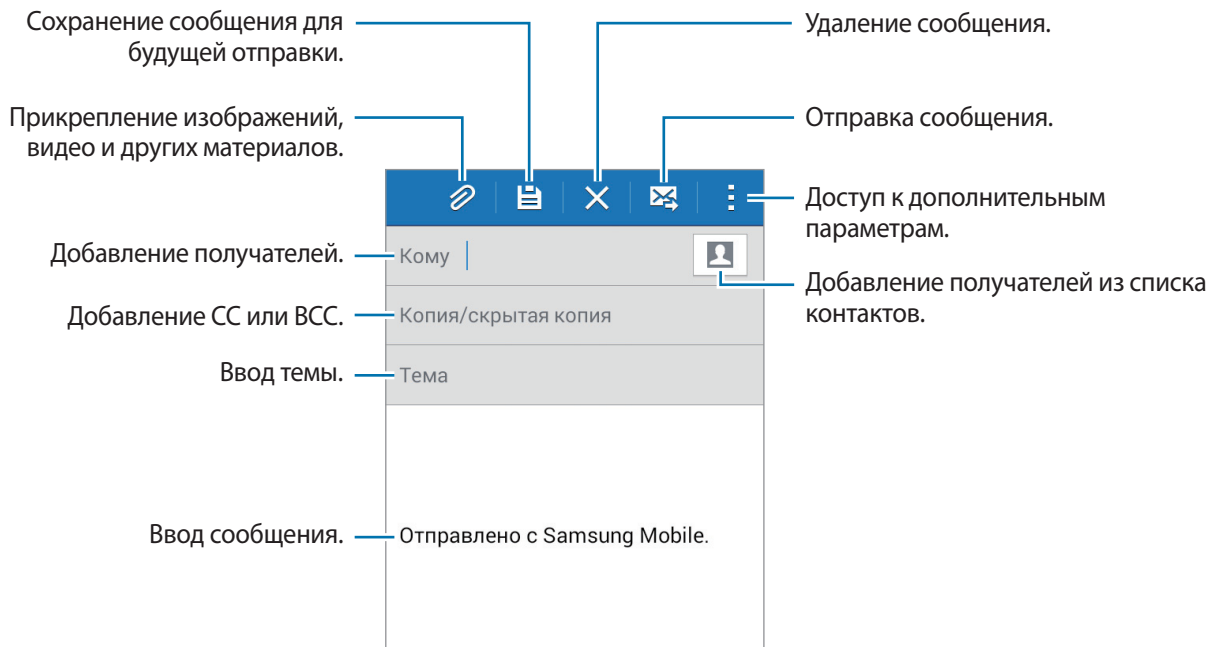 Сохранение сообщения для
будущей отправки.
Удаление сообщения.
Прикрепление изображений,
видео и других материалов.
Отправка сообщения.
Доступ к дополнительным
параметрам.
Добавление получателей.
Кому
Добавление получателей из списка
контактов.
Добавление СС или BCC.
Копия/скрытая копия
Ввод темы.
Тема
Ввод сообщения.
Отправлено с Samsung Mobile.